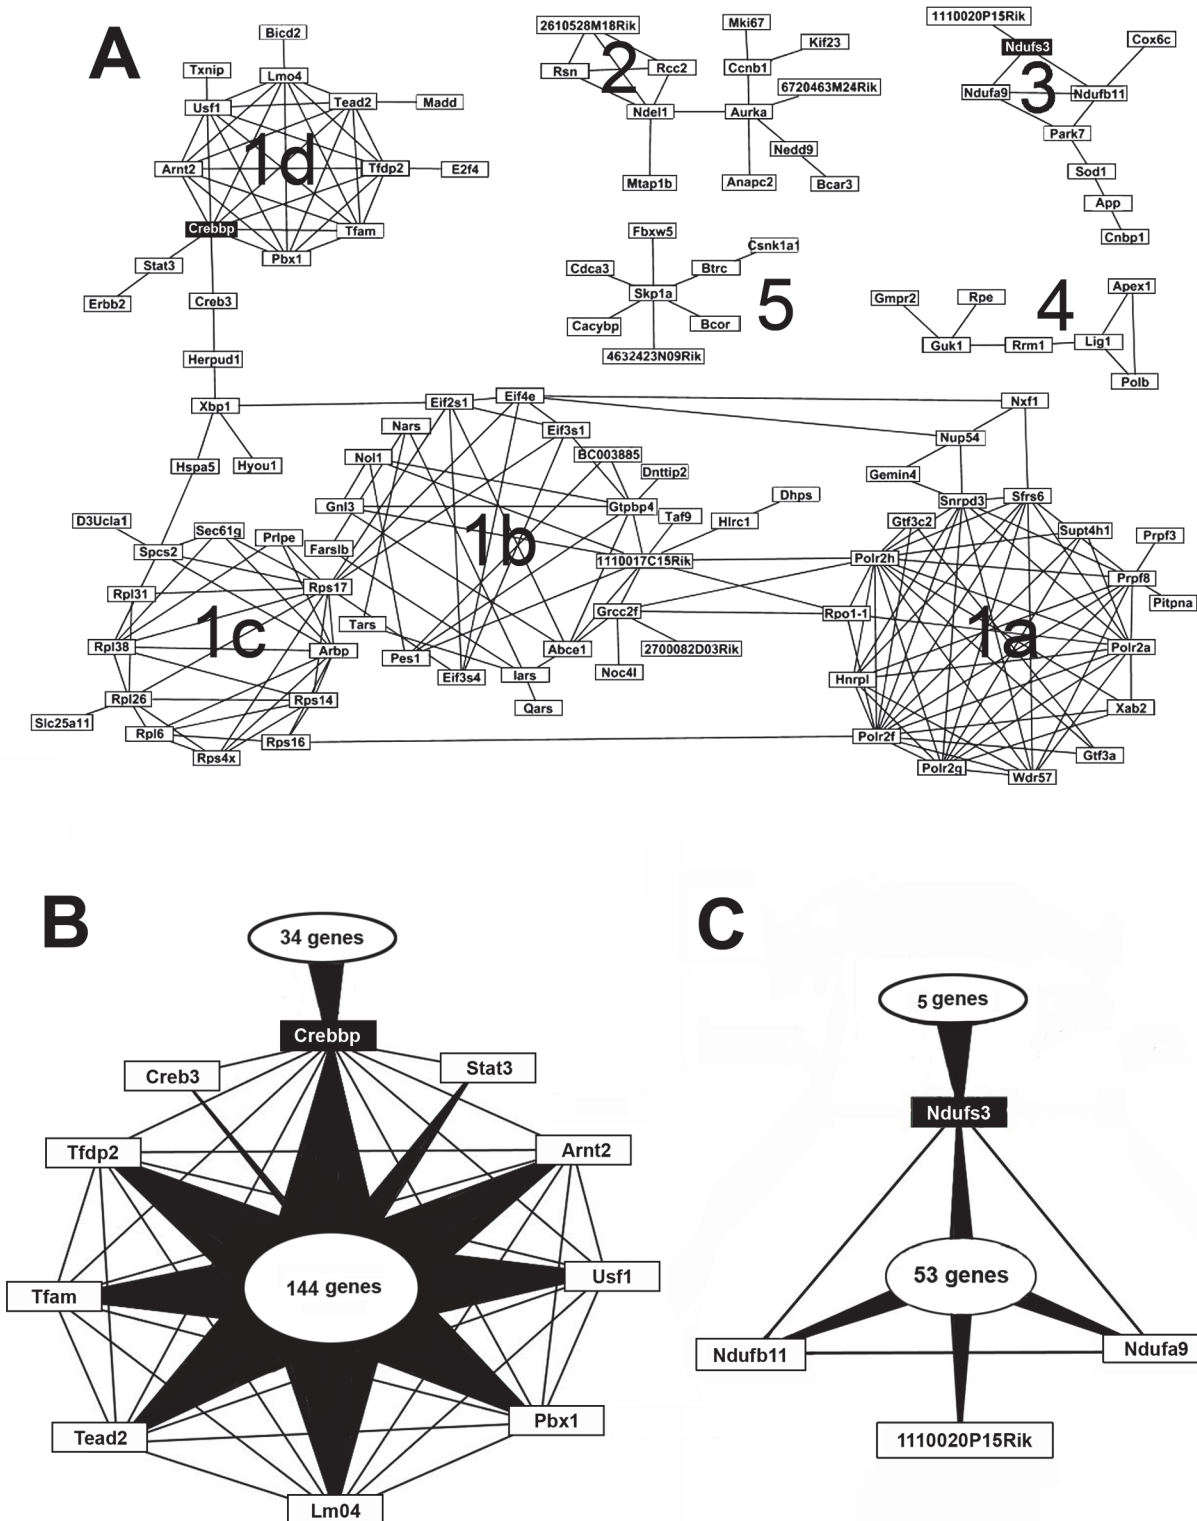 A
Bicd2
Txnip
Lmo4
Usf1
Tead2
Madd
1d
Arnt2
Tfdp2
E2f4
Crebbp
Tfam
Pbx1
Stat3
Erbb2
Creb3
Herpud1
Xbp1
Hspa5
Hyou1
2610528M18Rik
2
Rsn
Rcc2
Mki67
Kif23
Ccnb1
6720463M24Rik
Ndel1
Aurka
Nedd9
Mtap1b
Anapc2
Bcar3
1110020P15Rik
Ndufs3
Cox6c
3
Ndufa9
Ndufb11
Park7
Sod1
App
Cnbp1
Fbxw5
Csnk1a1
Cdca3
Btrc
Skp1a
5
Cacybp
Bcor
4632423N09Rik
Gmpr2
Rpe
4
Apex1
Guk1
Rrm1
Lig1
Polb
Eif2s1
Eif4e
Nars
Eif3s1
Nol1
BC003885
Dnttip2
Gnl3
Gtpbp4
Taf9
Dhps
Hlrc1
1b
Farslb
1110017C15Rik
Grcc2f
Tars
Pes1
Abce1
2700082D03Rik
Eif3s4
Iars
Noc4l
Qars
D3Ucla1
Sec61g
Prlpe
Spcs2
Rps17
Rpl31
1c
Rpl38
Arbp
Rpl26
Rps14
Slc25a11
Rpl6
Rps16
Rps4x
Nxf1
Nup54
Gemin4
Snrpd3
Sfrs6
Gtf3c2
Supt4h1
Prpf3
Polr2h
Prpf8
Pitpna
Rpo1-1
1a
Polr2a
Hnrpl
Xab2
Polr2f
Gtf3a
Polr2g
Wdr57
B
34 genes
Crebbp
Creb3
Stat3
Tfdp2
Arnt2
144 genes
Usf1
Tfam
Tead2
Pbx1
Lm04
C
5 genes
Ndufs3
53 genes
Ndufb11
Ndufa9
1110020P15Rik